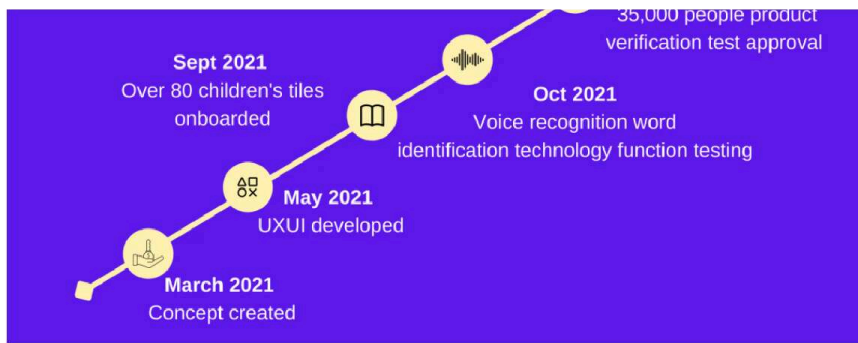 35,000 people product
verification test approval
Sept 2021
Over 80 children's tiles
onboarded
Oct 2021
Voice recognition word
identification technology function testing
May 2021
UXUI developed
March 2021
Concept created